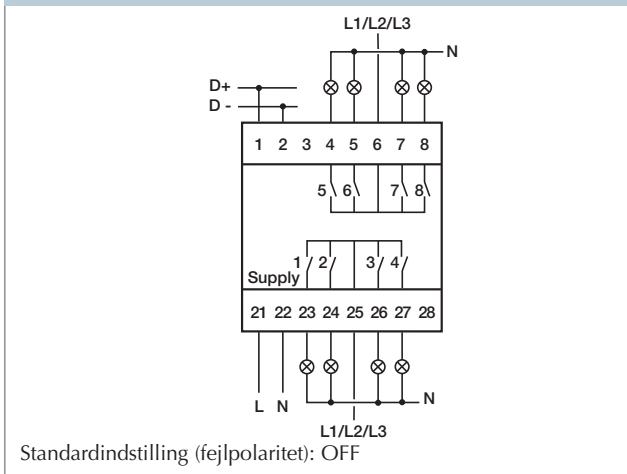 L1/L2/L3
N
D+
D -
1 2 3 4 5 6 7 8
5 6 7 8
1 2 3 4
Supply
21 22 23 24 25 26 27 28
L N N
L1/L2/L3
Standardindstilling (fejlpolaritet): OFF